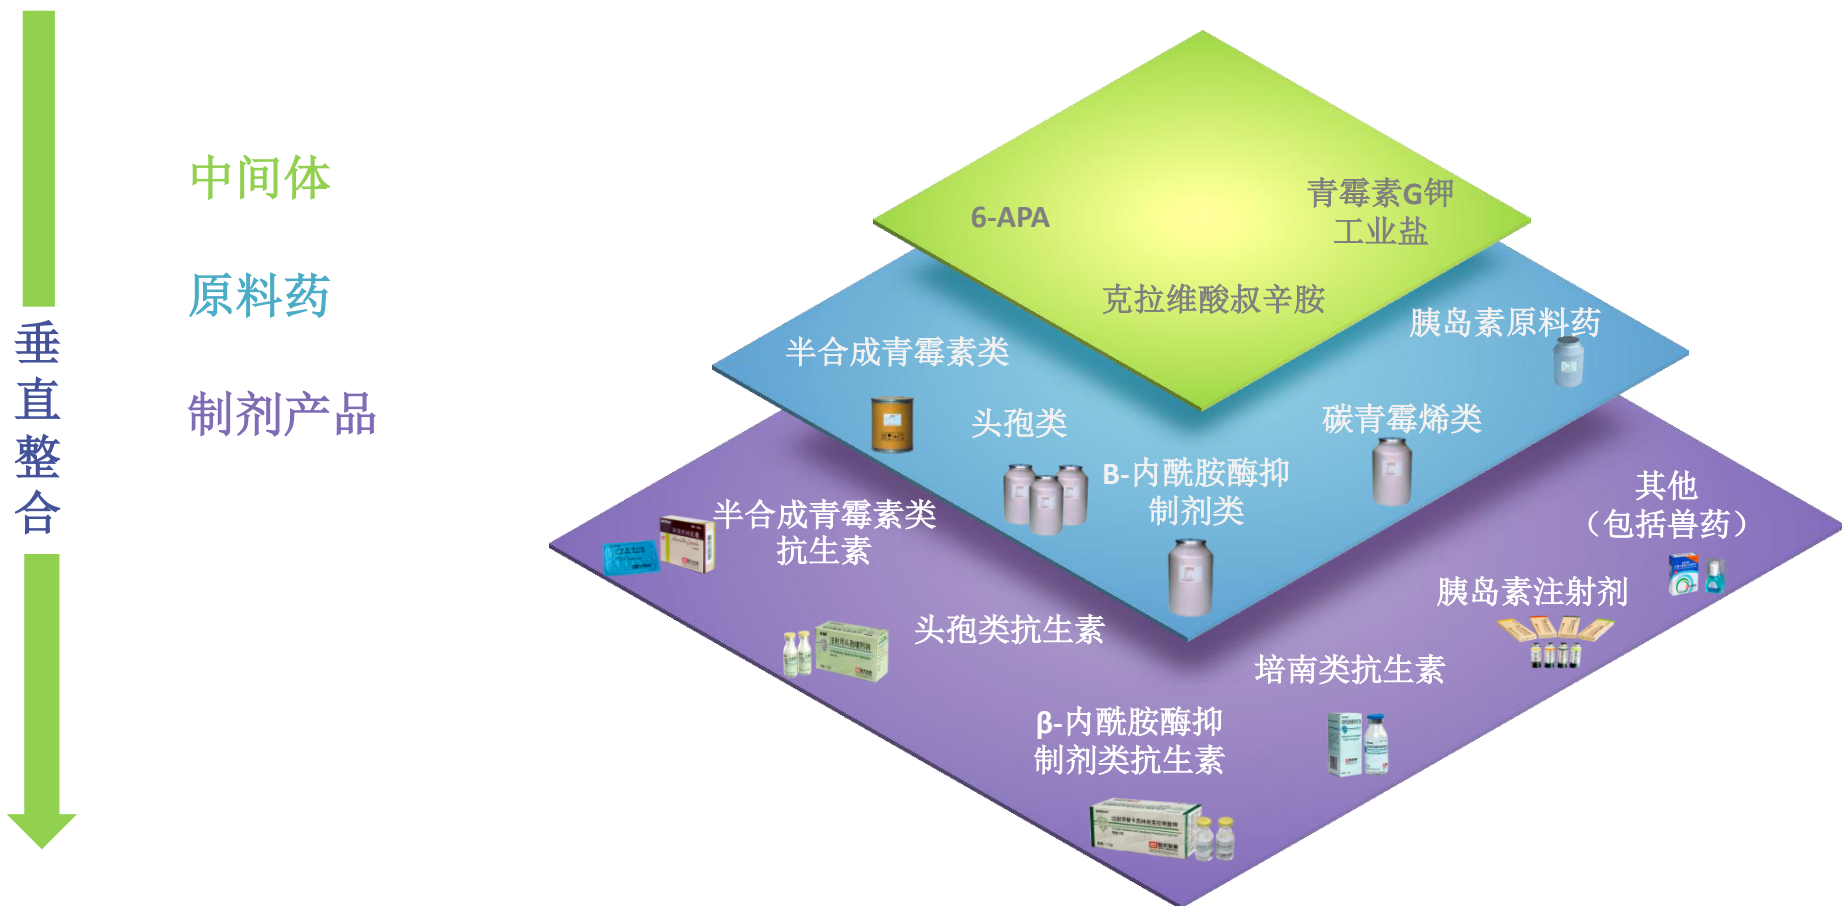 垂
直
整
合
中间体
原料药
制剂产品
6-APA
青霉素G钾
工业盐
克拉维酸叔辛胺
半合成青霉素类
胰岛素原料药
头孢类
碳青霉烯类
B-内酰胺酶抑
制剂类
半合成青霉素类
抗生素
其他
（包括兽药）
头孢类抗生素
胰岛素注射剂
培南类抗生素
β-内酰胺酶抑
制剂类抗生素